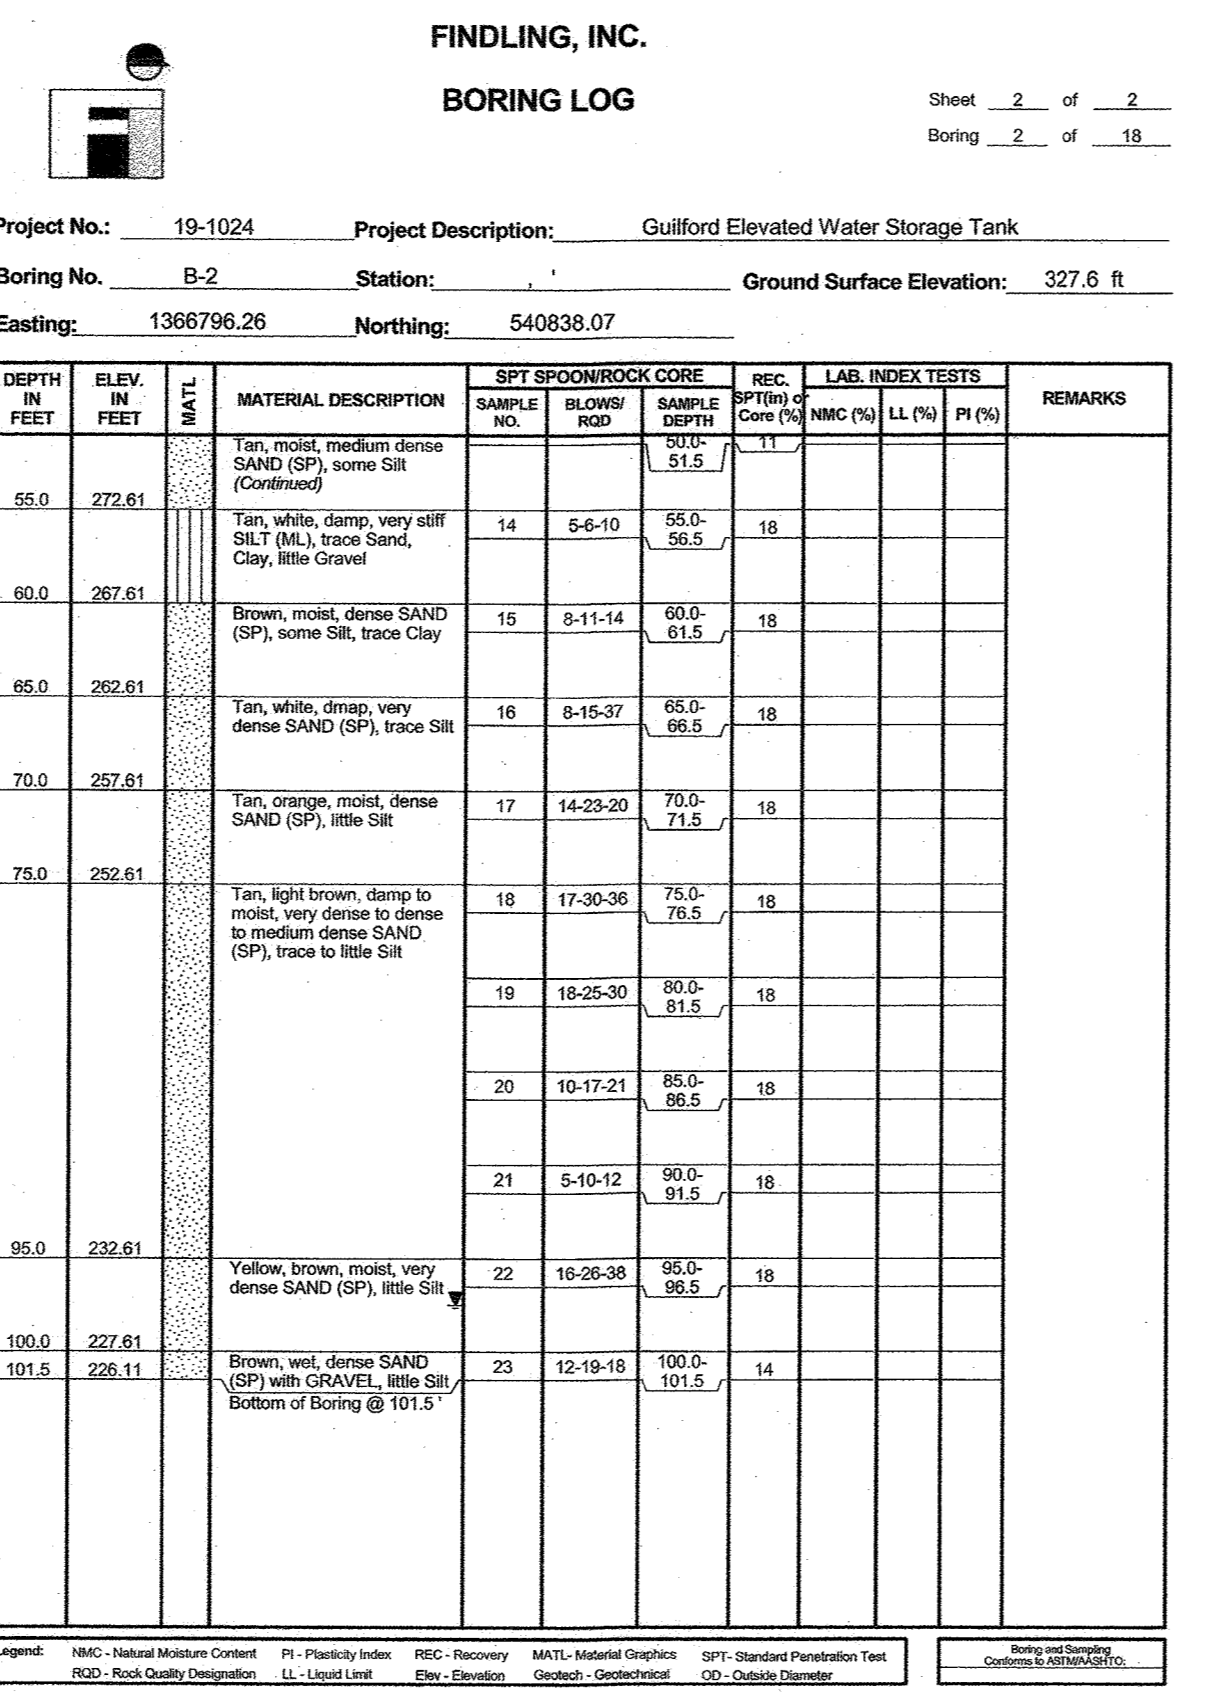 FINDLING, INC.
BORING LOG
Sheet 2 of 2
Boring 2 of 18
Project No.: 19-1024 Project Description: Guilford Elevated Water Storage Tank
Boring No. B-2 Station: , ' Ground Surface Elevation: 327.6 ft
Easting: 1366796.26 Northing: 540838.07
DEPTH IN FEET ELEV. IN FEET MATL MATERIAL DESCRIPTION SPT SPOON/ROCK CORE SAMPLE NO. BLOWS/ RQD SAMPLE DEPTH REC. SPT(in) or Core (%) LAB. INDEX TESTS NMC (%) LL (%) PI (%) REMARKS
Tan, moist, medium dense 50.0- 11
SAND (SP), some Silt 51.5
(Continued)
55.0 272.61
Tan, white, damp, very stiff 14 5-6-10 55.0- 18
SILT (ML), trace Sand, 56.5
Clay, little Gravel
60.0 267.61
Brown, moist, dense SAND 15 8-11-14 60.0- 18
(SP), some Silt, trace Clay 61.5
65.0 262.61
Tan, white, dmap, very 16 8-15-37 65.0- 18
dense SAND (SP), trace Silt 66.5
70.0 257.61
Tan, orange, moist, dense 17 14-23-20 70.0- 18
SAND (SP), little Silt 71.5
75.0 252.61
Tan, light brown, damp to 18 17-30-36 75.0- 18
moist, very dense to dense 76.5
to medium dense SAND
(SP), trace to little Silt
19 18-25-30 80.0- 18
81.5
20 10-17-21 85.0- 18
86.5
21 5-10-12 90.0- 18
91.5
95.0 232.61
Yellow, brown, moist, very 22 16-26-38 95.0- 18
dense SAND (SP), little Silt 96.5
100.0 227.61
101.5 226.11 Brown, wet, dense SAND 23 12-19-18 100.0- 14
(SP) with GRAVEL, little Silt 101.5
Bottom of Boring @ 101.5 '
Legend: NMC - Natural Moisture Content PI - Plasticity Index REC - Recovery MATL- Material Graphics SPT- Standard Penetration Test
RQD - Rock Quality Designation LL - Liquid Limit Elev - Elevation Geotech - Geotechnical OD - Outside Diameter
Boring and Sampling
Conforms to ASTM/AASHTO: